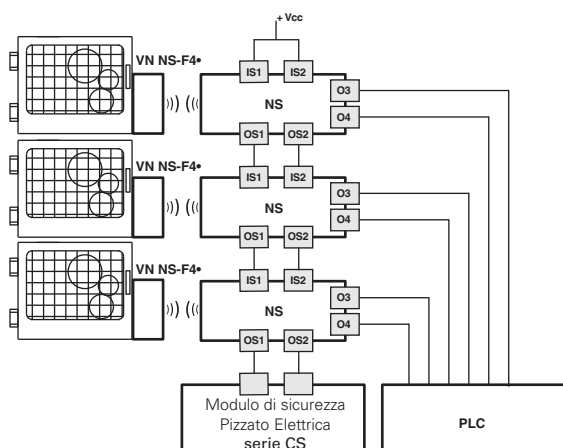 + Vcc
VN NS-F4•
IS1 IS2
NS
O3
O4
OS1 OS2
VN NS-F4•
IS1 IS2
NS
O3
O4
OS1 OS2
VN NS-F4•
IS1 IS2
NS
O3
O4
OS1 OS2
Modulo di sicurezza
Pizzato Elettrica
serie CS
PLC